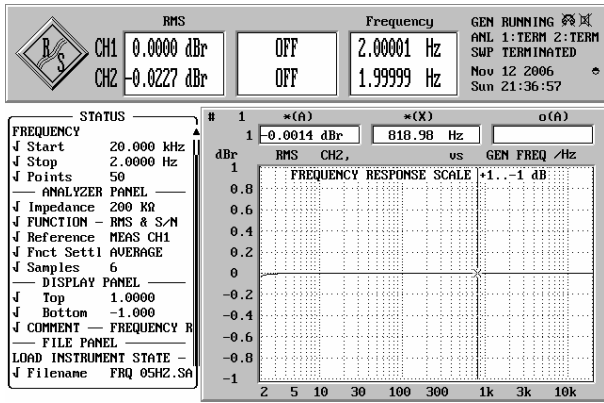 RMS Frequency
R S
CH1 0.0000 dBr OFF 2.00001 Hz
CH2 -0.0227 dBr OFF 1.99999 Hz
GEN RUNNING
ANL 1:TERM 2:TERM
SWP TERMINATED
Nov 12 2006
Sun 21:36:57
STATUS
FREQUENCY
√ Start 20.000 kHz
√ Stop 2.0000 Hz
√ Points 50
ANALYZER PANEL
√ Impedance 200 KΩ
√ FUNCTION - RMS & S/N
√ Reference MEAS CH1
√ Fnct Settl AVERAGE
√ Samples 6
DISPLAY PANEL
√ Top 1.0000
√ Bottom -1.000
√ COMMENT — FREQUENCY R
FILE PANEL
LOAD INSTRUMENT STATE -
√ Filename FRQ 05HZ.SA
# 1 *(A) *(X) o(A)
1 -0.0014 dBr 818.98 Hz
dBr RMS CH2, vs GEN FREQ /Hz
FREQUENCY RESPONSE SCALE +1..-1 dB
1
0.8
0.6
0.4
0.2
0
-0.2
-0.4
-0.6
-0.8
-1
2 5 10 30 100 300 1k 3k 10k